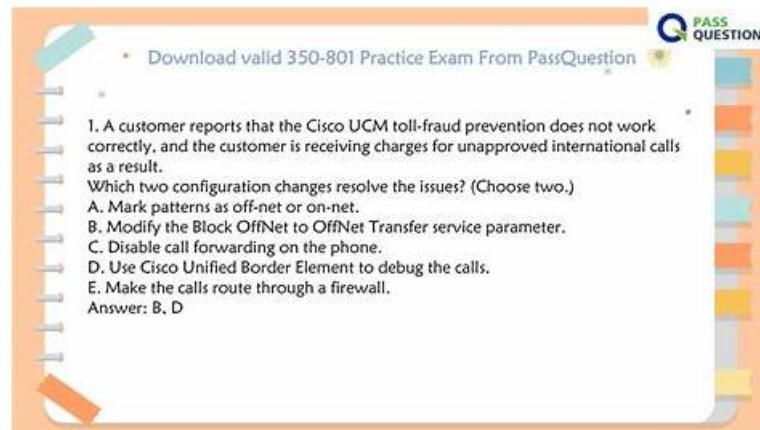 PASS
QUESTION
Download valid 350-801 Practice Exam From PassQuestion
1. A customer reports that the Cisco UCM toll-fraud prevention does not work
correctly, and the customer is receiving charges for unapproved international calls
as a result.
Which two configuration changes resolve the issues? (Choose two.)
A. Mark patterns as off-net or on-net.
B. Modify the Block OffNet to OffNet Transfer service parameter.
C. Disable call forwarding on the phone.
D. Use Cisco Unified Border Element to debug the calls.
E. Make the calls route through a firewall.
Answer: B, D